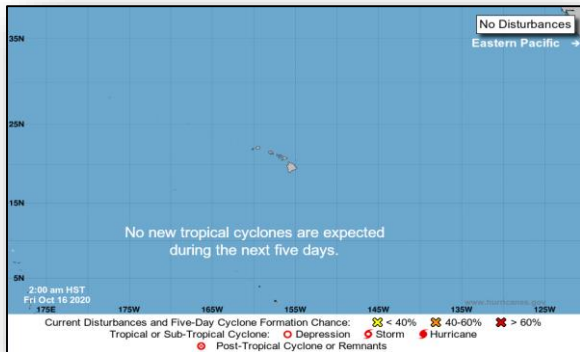 No Disturbances
35N
Eastern Pacific →
25N
15N
No new tropical cyclones are expected
during the next five days.
5N
2:00 am HST
Fri Oct 16 2020
www.hurricanes.gov
175E 175W 165W 155W 145W 135W 125W
Current Disturbances and Five-Day Cyclone Formation Chance: < 40% 40-60% > 60%
Tropical or Sub-Tropical Cyclone: Depression Storm Hurricane
Post-Tropical Cyclone or Remnants